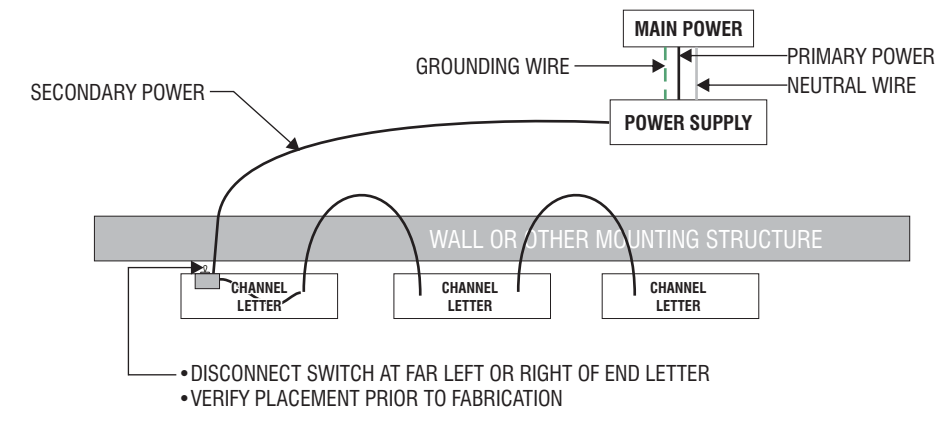 MAIN POWER
GROUNDING WIRE
PRIMARY POWER
NEUTRAL WIRE
SECONDARY POWER
POWER SUPPLY
WALL OR OTHER MOUNTING STRUCTURE
CHANNEL
LETTER
CHANNEL
LETTER
CHANNEL
LETTER
• DISCONNECT SWITCH AT FAR LEFT OR RIGHT OF END LETTER
• VERIFY PLACEMENT PRIOR TO FABRICATION